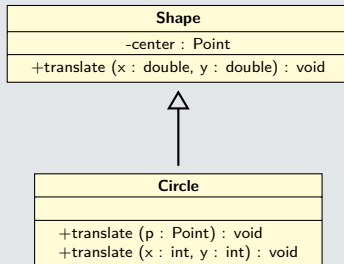 Shape
-center : Point
+translate (x : double, y : double) : void
Circle
+translate (p : Point) : void
+translate (x : int, y : int) : void